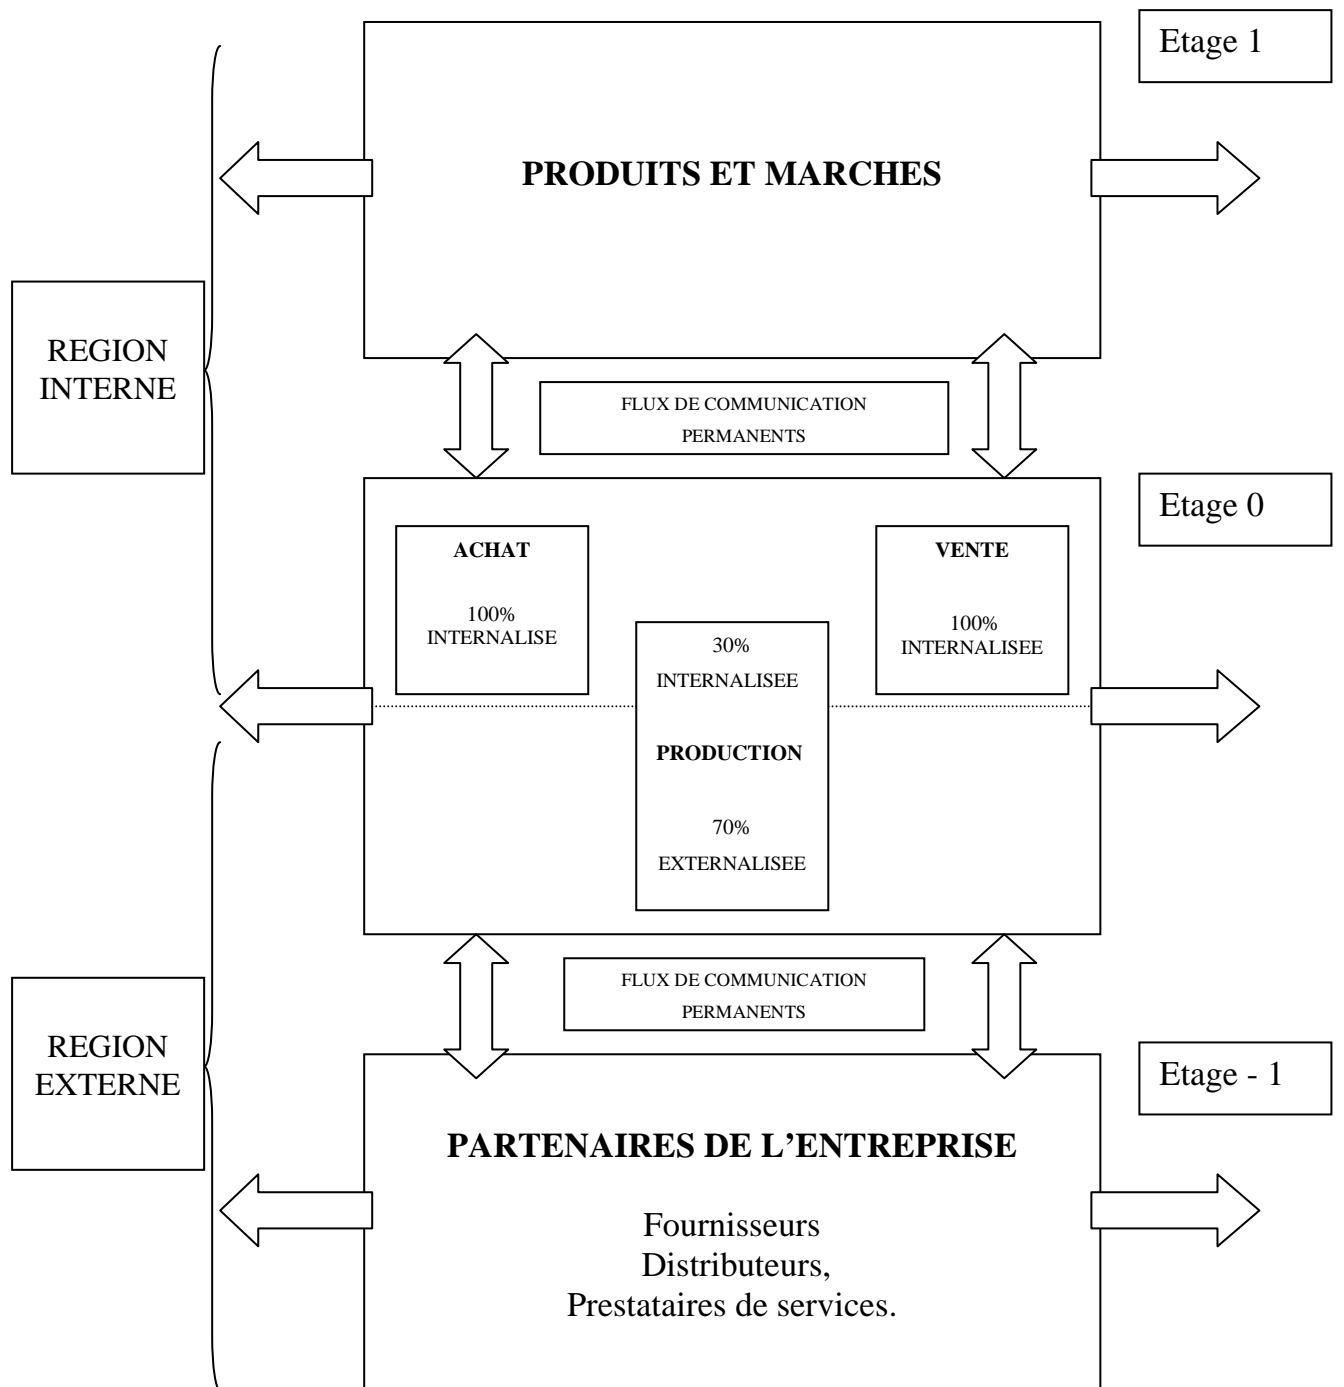 Etage 1
PRODUITS ET MARCHES
REGION
INTERNE
FLUX DE COMMUNICATION
PERMANENTS
Etage 0
ACHAT
100%
INTERNALISE
VENTE
100%
INTERNALISEE
30%
INTERNALISEE
PRODUCTION
70%
EXTERNALISEE
FLUX DE COMMUNICATION
PERMANENTS
REGION
EXTERNE
Etage - 1
PARTENAIRES DE L’ENTREPRISE
Fournisseurs
Distributeurs,
Prestataires de services.